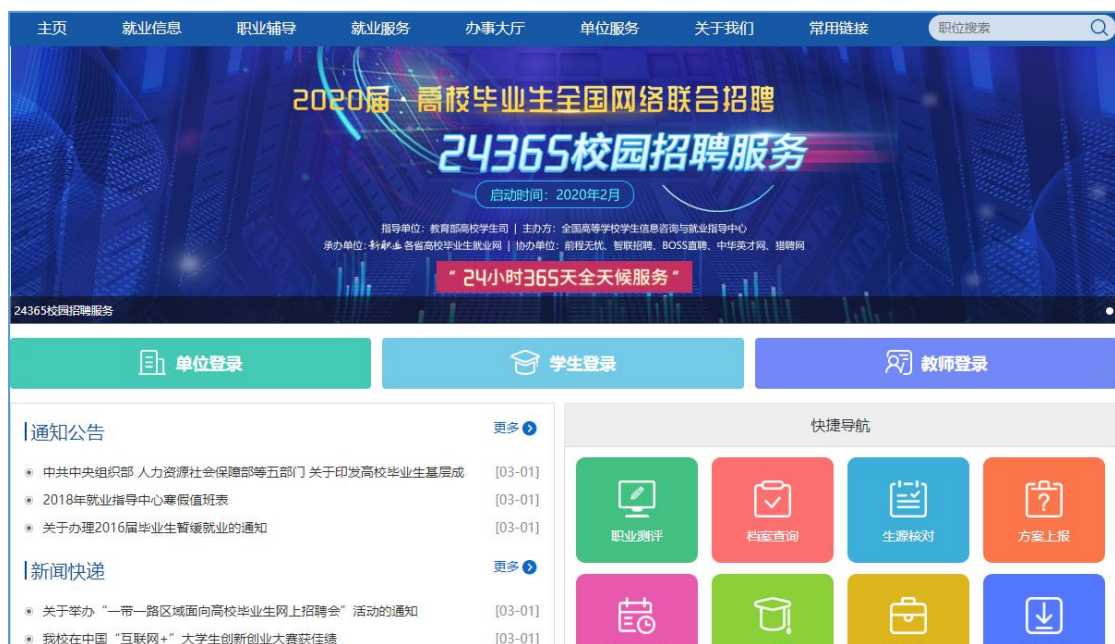 主页 就业信息 职业辅导 就业服务 办事大厅 单位服务 关于我们 常用链接 职位搜索
2020届·高校毕业生全国网络联合招聘
24365校园招聘服务
启动时间：2020年2月
指导单位：教育部高校学生司 | 主办方：全国高等学校学生信息咨询与就业指导中心
承办单位：新职业 各省高校毕业生就业网 | 协办单位：前程无忧、智联招聘、BOSS直聘、中华英才网、猎聘网
“24小时365天全天候服务“
24365校园招聘服务
单位登录 学生登录 教师登录
通知公告 更多
中共中央组织部 人力资源社会保障部等五部门 关于印发高校毕业生基层成 [03-01]
2018年就业指导中心寒假值班表 [03-01]
关于办理2016届毕业生暂缓就业的通知 [03-01]
新闻快递 更多
关于举办“一带一路区域面向高校毕业生网上招聘会”活动的通知 [03-01]
我校在中国“互联网+”大学生创新创业大赛获佳绩 [03-01]
快捷导航
职业测评 档案查询 生源核对 方案上报